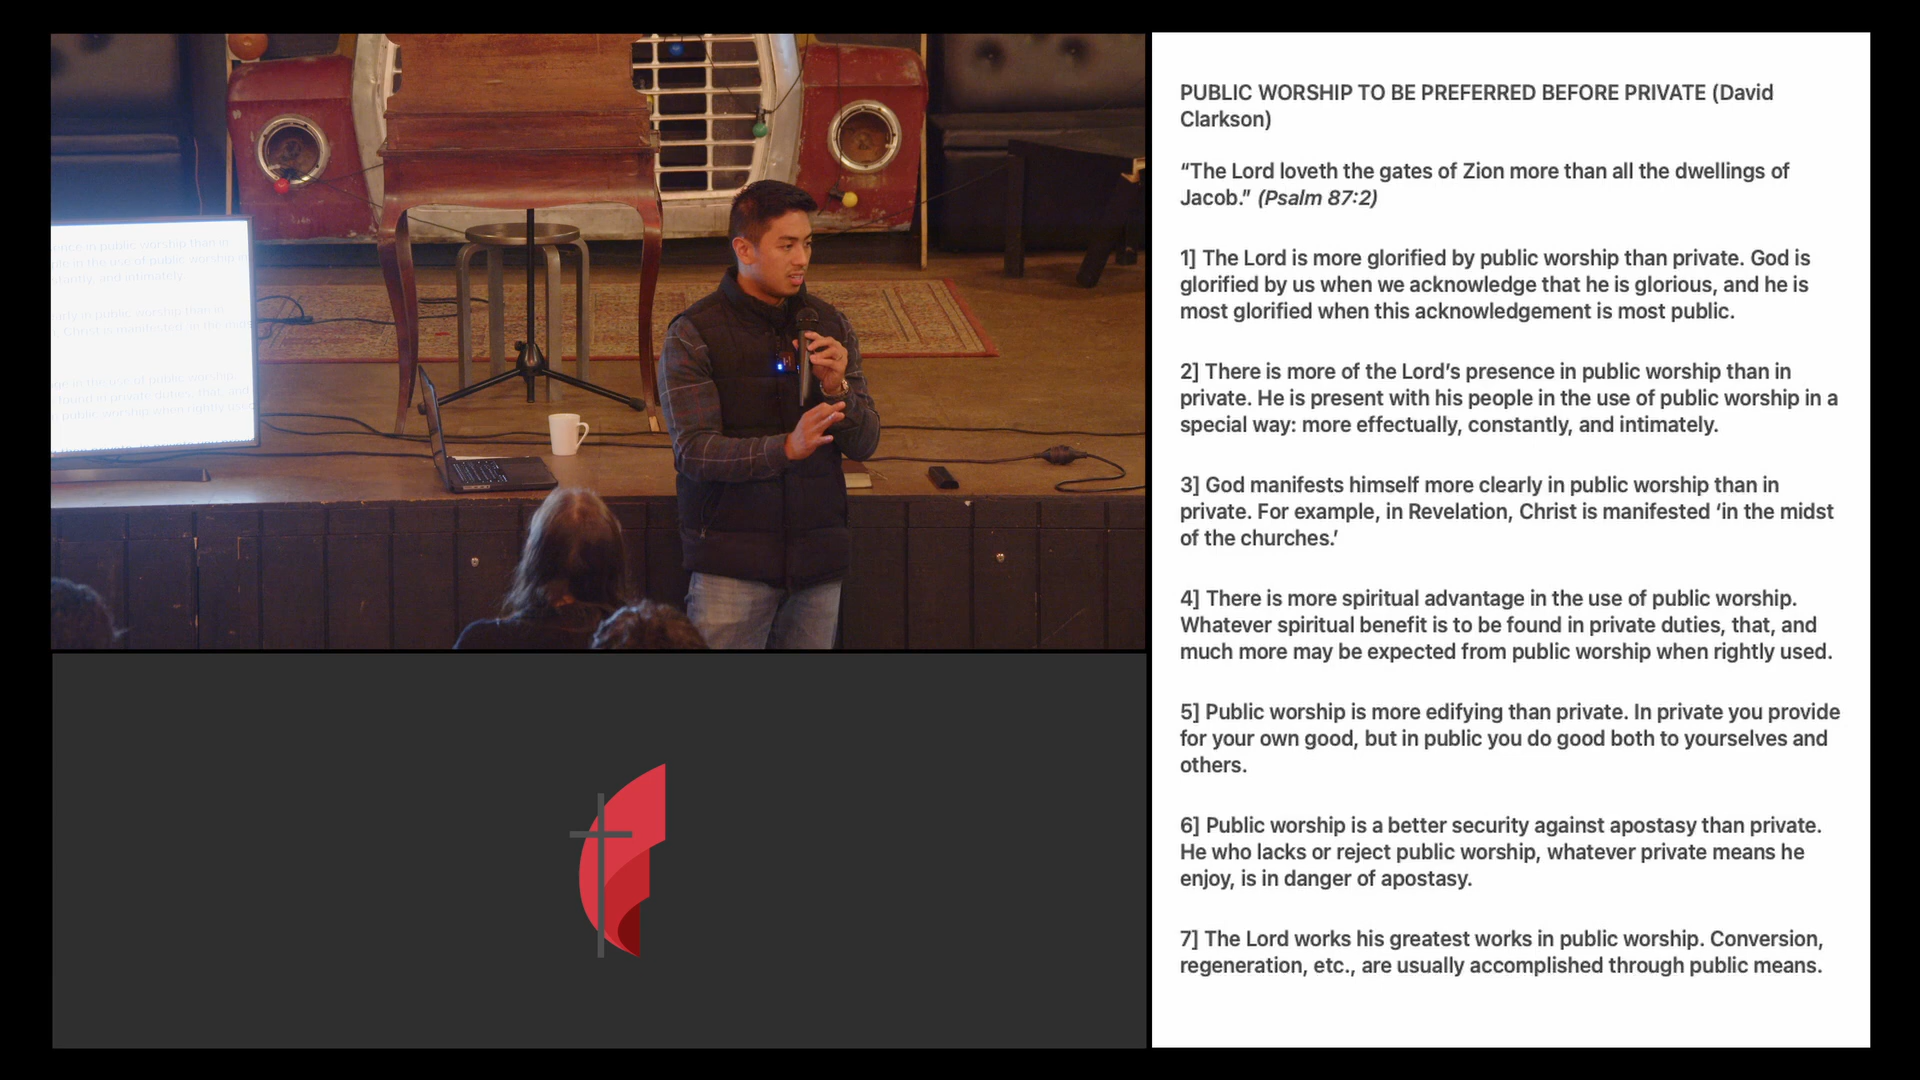 PUBLIC WORSHIP TO BE PREFERRED BEFORE PRIVATE (David
Clarkson)
“The Lord loveth the gates of Zion more than all the dwellings of
Jacob.” (Psalm 87:2)
1] The Lord is more glorified by public worship than private. God is
glorified by us when we acknowledge that he is glorious, and he is
most glorified when this acknowledgement is most public.
2] There is more of the Lord’s presence in public worship than in
private. He is present with his people in the use of public worship in a
special way: more effectually, constantly, and intimately.
3] God manifests himself more clearly in public worship than in
private. For example, in Revelation, Christ is manifested ‘in the midst
of the churches.’
4] There is more spiritual advantage in the use of public worship.
Whatever spiritual benefit is to be found in private duties, that, and
much more may be expected from public worship when rightly used.
5] Public worship is more edifying than private. In private you provide
for your own good, but in public you do good both to yourselves and
others.
6] Public worship is a better security against apostasy than private.
He who lacks or reject public worship, whatever private means he
enjoy, is in danger of apostasy.
7] The Lord works his greatest works in public worship. Conversion,
regeneration, etc., are usually accomplished through public means.